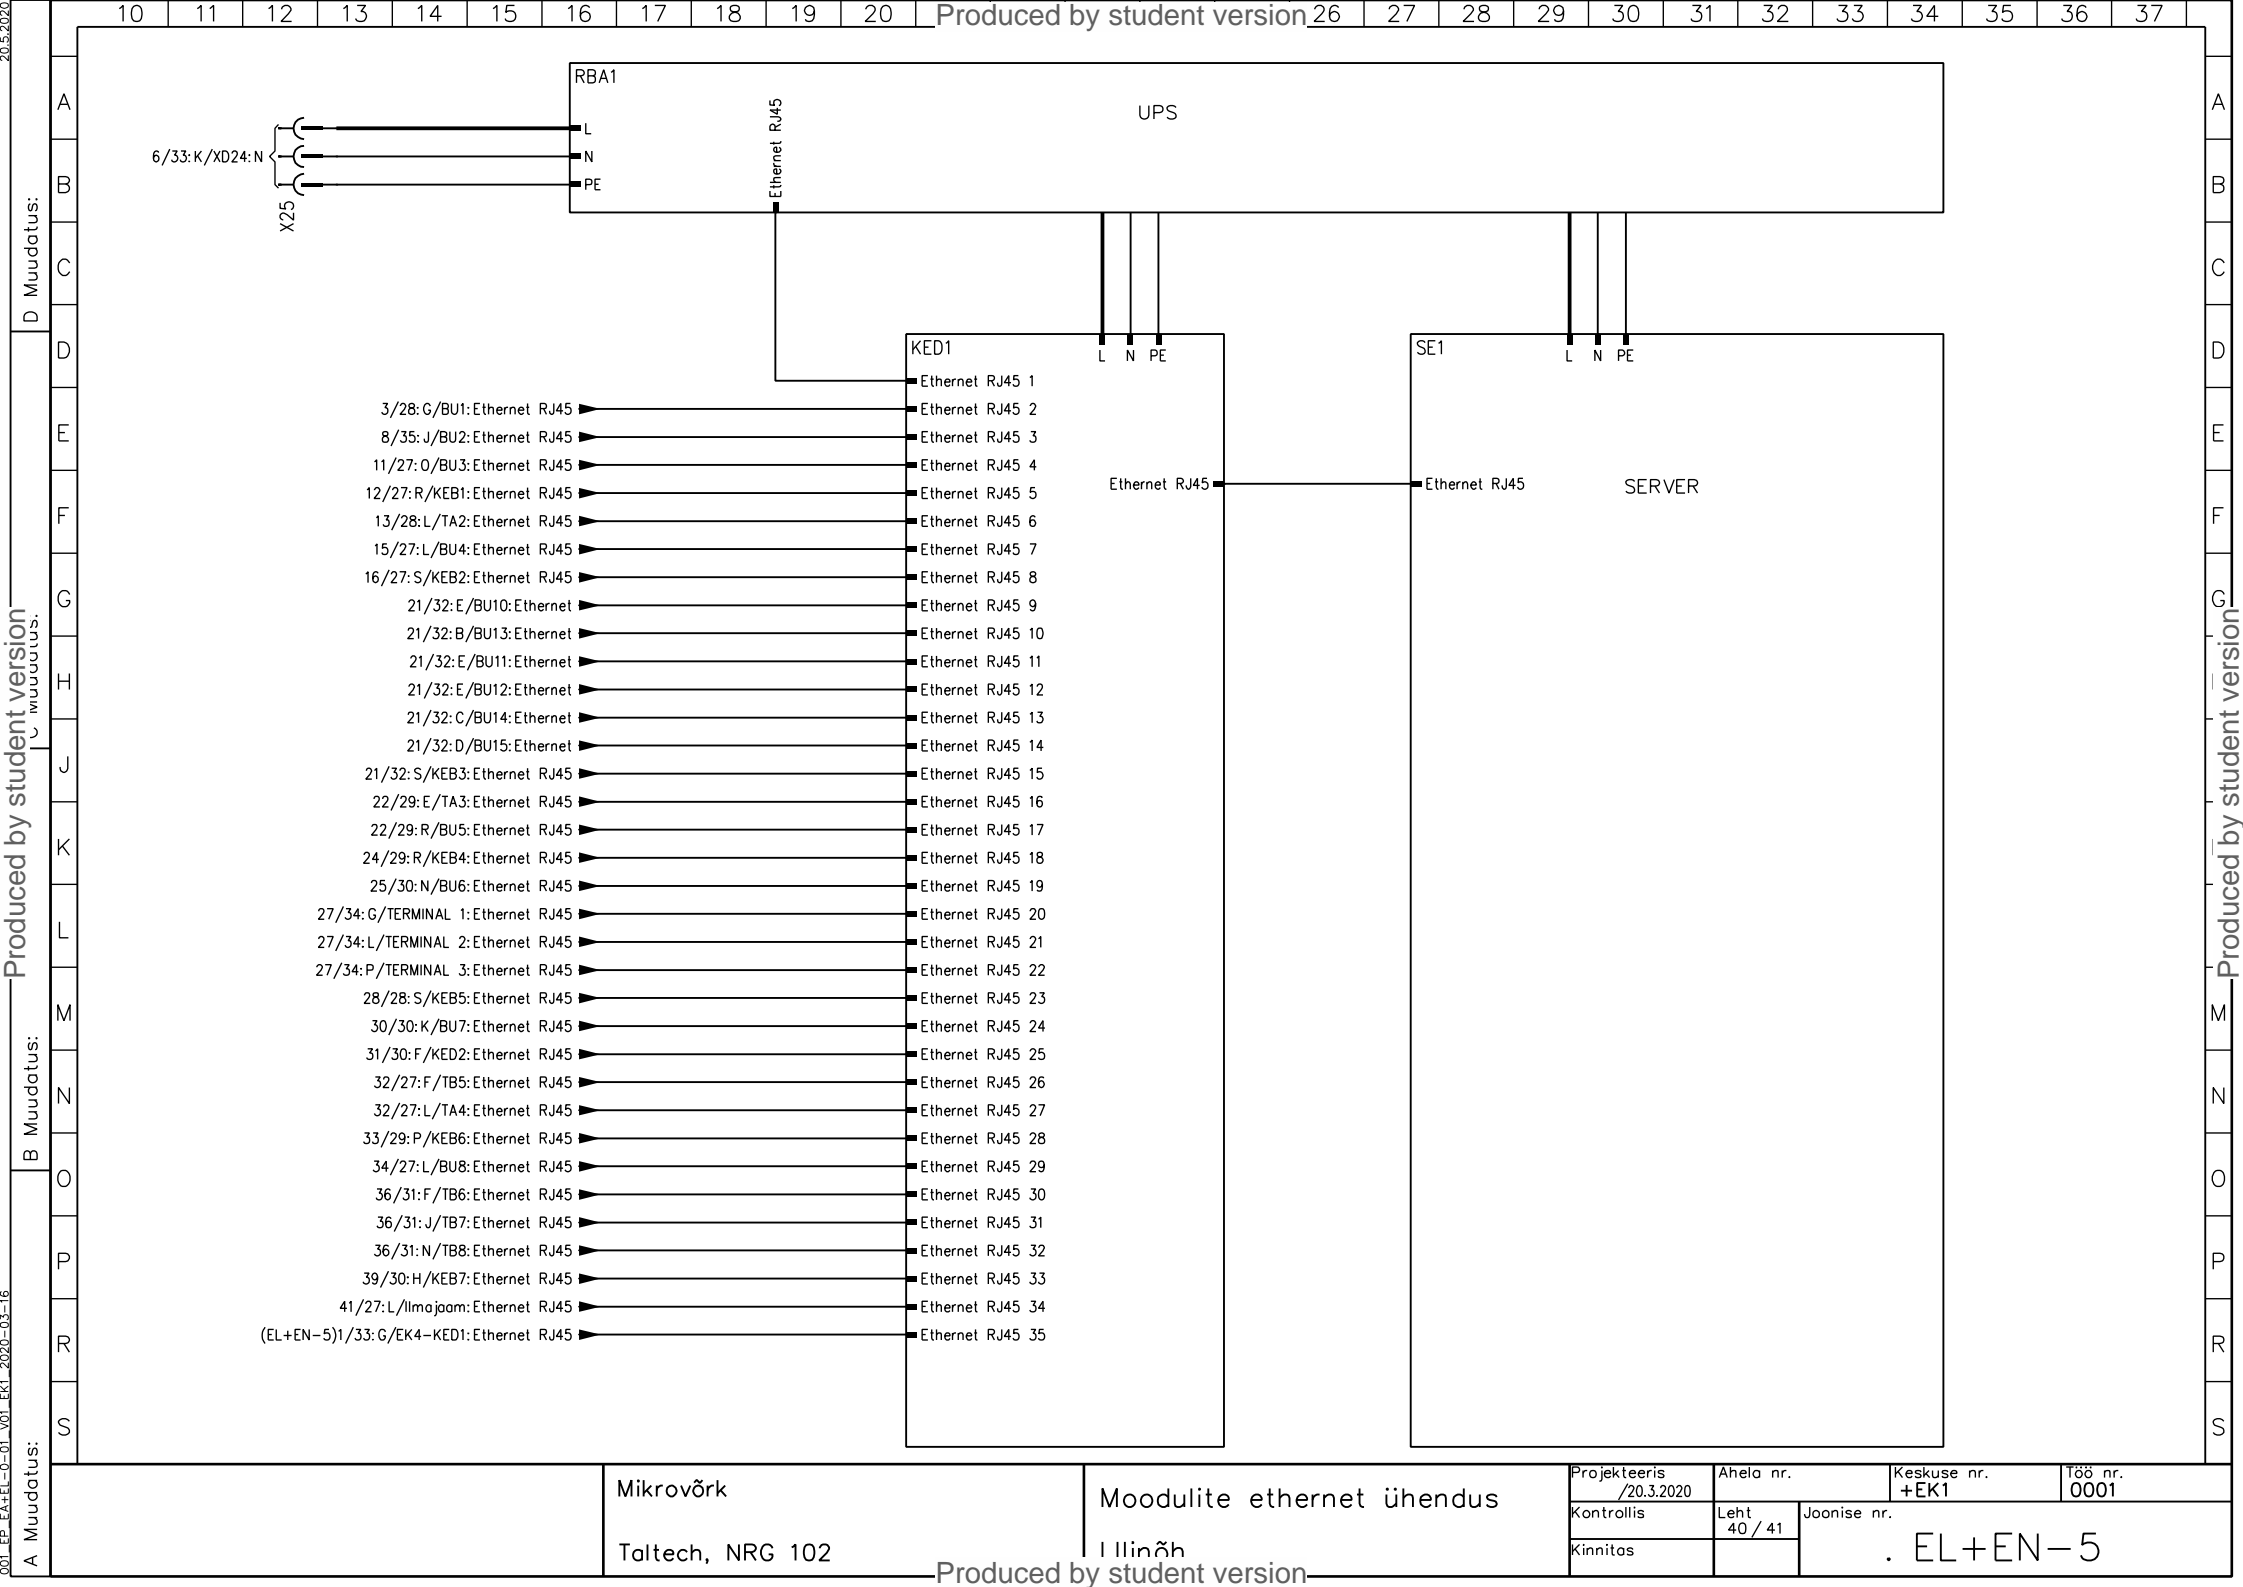 10 11 12 13 14 15 16 17 18 19 20 Produced by student version 26 27 28 29 30 31 32 33 34 35 36 37
20.5.2020
RBA1
UPS
Ethernet RJ45
L
6/33:K/XD24:N
N
PE
X25
A A
B B
C C
D D
E E
F F
G G
H
J
K
L
M M
N N
O O
P P
R R
S S
D Muudatus:
B Muudatus:
A Muudatus:
Produced by student version
Produced by student version
001_EP_EA+EL-0-01_V01_EK1_2020-03-16
KED1
L N PE
SE1
L N PE
Ethernet RJ45 1
3/28:G/BU1:Ethernet RJ45 Ethernet RJ45 2
8/35:J/BU2:Ethernet RJ45 Ethernet RJ45 3
11/27:O/BU3:Ethernet RJ45 Ethernet RJ45 4
Ethernet RJ45 Ethernet RJ45 SERVER
12/27:R/KEB1:Ethernet RJ45 Ethernet RJ45 5
13/28:L/TA2:Ethernet RJ45 Ethernet RJ45 6
15/27:L/BU4:Ethernet RJ45 Ethernet RJ45 7
16/27:S/KEB2:Ethernet RJ45 Ethernet RJ45 8
21/32:E/BU10:Ethernet Ethernet RJ45 9
21/32:B/BU13:Ethernet Ethernet RJ45 10
21/32:E/BU11:Ethernet Ethernet RJ45 11
21/32:E/BU12:Ethernet Ethernet RJ45 12
21/32:C/BU14:Ethernet Ethernet RJ45 13
21/32:D/BU15:Ethernet Ethernet RJ45 14
21/32:S/KEB3:Ethernet RJ45 Ethernet RJ45 15
22/29:E/TA3:Ethernet RJ45 Ethernet RJ45 16
22/29:R/BU5:Ethernet RJ45 Ethernet RJ45 17
24/29:R/KEB4:Ethernet RJ45 Ethernet RJ45 18
25/30:N/BU6:Ethernet RJ45 Ethernet RJ45 19
27/34:G/TERMINAL 1:Ethernet RJ45 Ethernet RJ45 20
27/34:L/TERMINAL 2:Ethernet RJ45 Ethernet RJ45 21
27/34:P/TERMINAL 3:Ethernet RJ45 Ethernet RJ45 22
28/28:S/KEB5:Ethernet RJ45 Ethernet RJ45 23
30/30:K/BU7:Ethernet RJ45 Ethernet RJ45 24
31/30:F/KED2:Ethernet RJ45 Ethernet RJ45 25
32/27:F/TB5:Ethernet RJ45 Ethernet RJ45 26
32/27:L/TA4:Ethernet RJ45 Ethernet RJ45 27
33/29:P/KEB6:Ethernet RJ45 Ethernet RJ45 28
34/27:L/BU8:Ethernet RJ45 Ethernet RJ45 29
36/31:F/TB6:Ethernet RJ45 Ethernet RJ45 30
36/31:J/TB7:Ethernet RJ45 Ethernet RJ45 31
36/31:N/TB8:Ethernet RJ45 Ethernet RJ45 32
39/30:H/KEB7:Ethernet RJ45 Ethernet RJ45 33
41/27:L/Ilmajaam:Ethernet RJ45 Ethernet RJ45 34
(EL+EN-5)1/33:G/EK4-KED1:Ethernet RJ45 Ethernet RJ45 35
Mikrovõrk
Taltech, NRG 102
Moodulite ethernet ühendus
Projekteeris
/20.3.2020
Ahela nr.
Keskuse nr.
+EK1
Töö nr.
0001
Kontrollis
Leht
40/41
Joonise nr.
. EL+EN-5
Kinnitas
Produced by student version